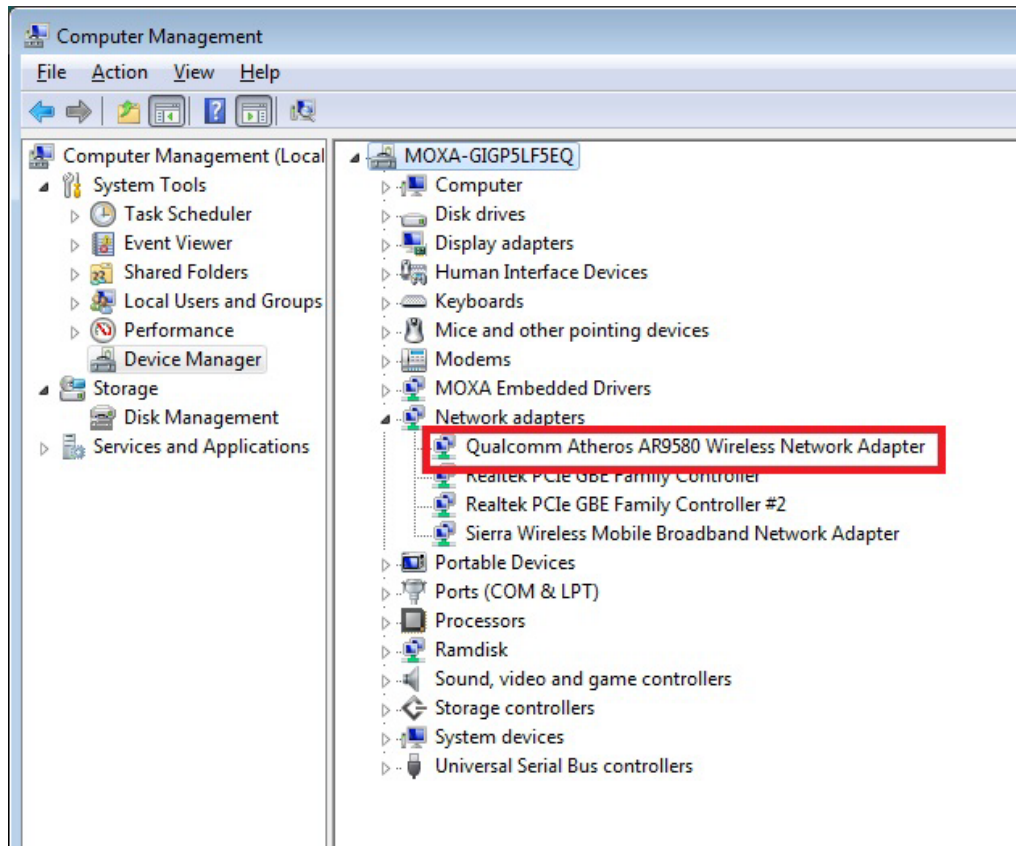 Computer Management
File Action View Help
Computer Management (Local
System Tools
Task Scheduler
Event Viewer
Shared Folders
Local Users and Groups
Performance
Device Manager
Storage
Disk Management
Services and Applications
MOXA-GIGP5LF5EQ
Computer
Disk drives
Display adapters
Human Interface Devices
Keyboards
Mice and other pointing devices
Modems
MOXA Embedded Drivers
Network adapters
Qualcomm Atheros AR9580 Wireless Network Adapter
Realtek PCIe GBE Family Controller
Realtek PCIe GBE Family Controller #2
Sierra Wireless Mobile Broadband Network Adapter
Portable Devices
Ports (COM & LPT)
Processors
Ramdisk
Sound, video and game controllers
Storage controllers
System devices
Universal Serial Bus controllers